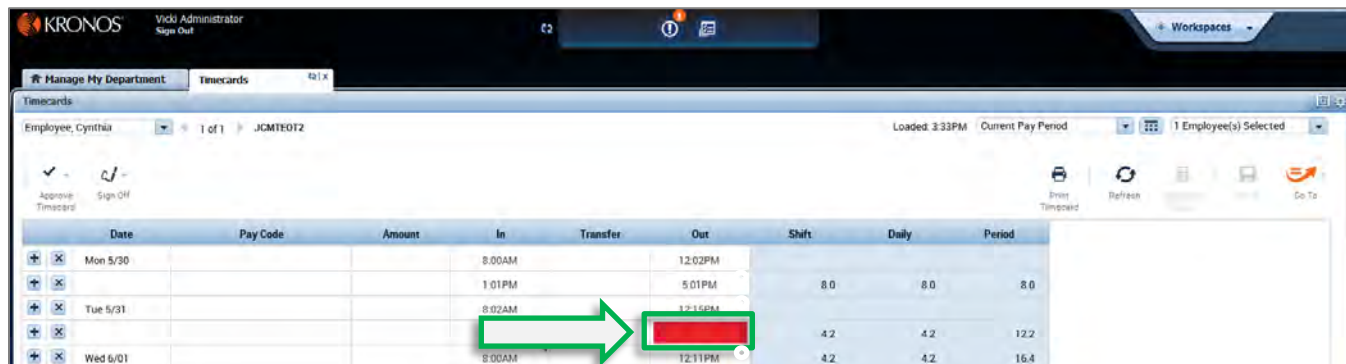 KRONOS
Vicki Administrator
Sign Out
Workspaces
Manage My Department
Timecards
Timecards
Employee, Cynthia 1 of 1 JCMTEOT2 Loaded: 3:33PM Current Pay Period 1 Employee(s) Selected
Approve Timecard
Sign Off
Print Timecard
Refresh
Go To
Date Pay Code Amount In Transfer Out Shift Daily Period
Mon 5/30 8:00AM 12:02PM
1:01PM 5:01PM 8.0 8.0 8.0
Tue 5/31 8:02AM 12:15PM
4.2 4.2 12.2
Wed 6/01 8:00AM 12:11PM 4.2 4.2 16.4